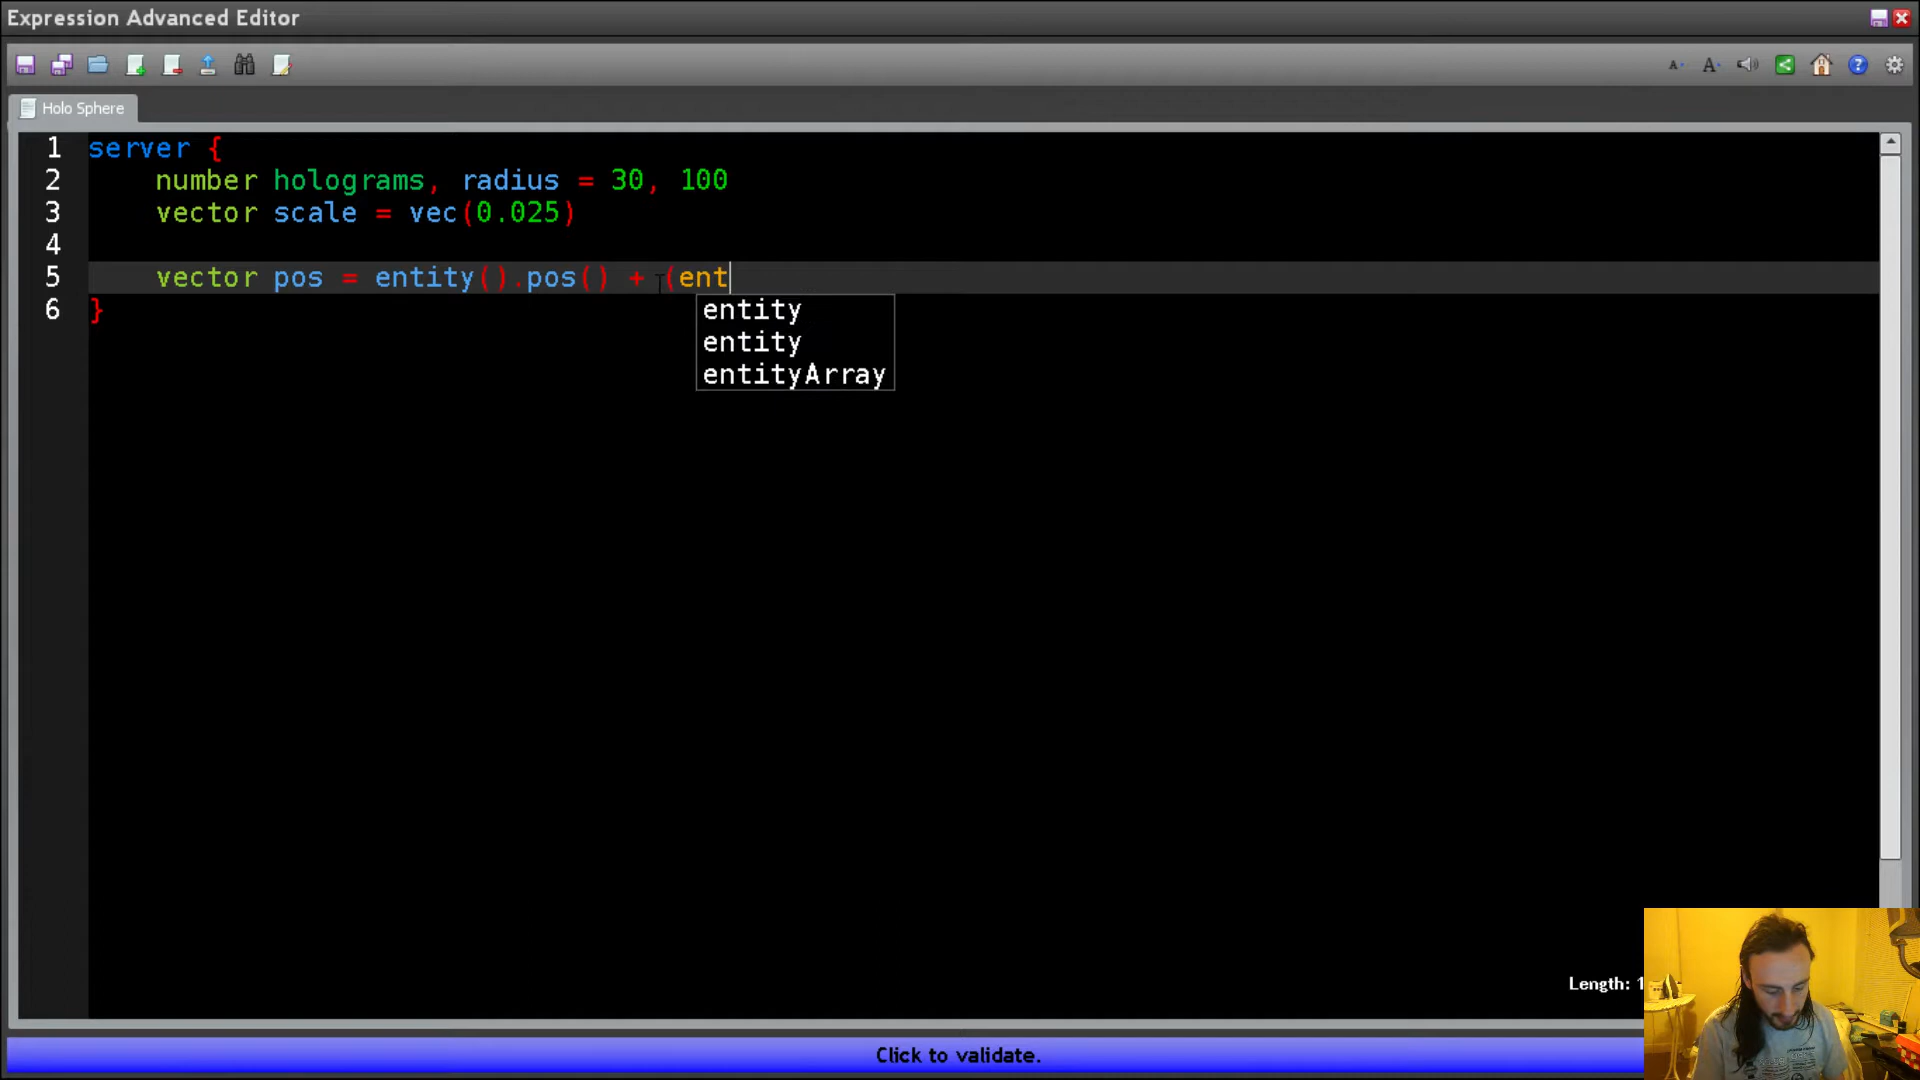 Expression Advanced Editor
Holo Sphere
1 server {
2 number holograms, radius = 30, 100
3 vector scale = vec(0.025)
4
5 vector pos = entity().pos() + (ent
6 }
entity
entity
entityArray
Length: 1
Click to validate.